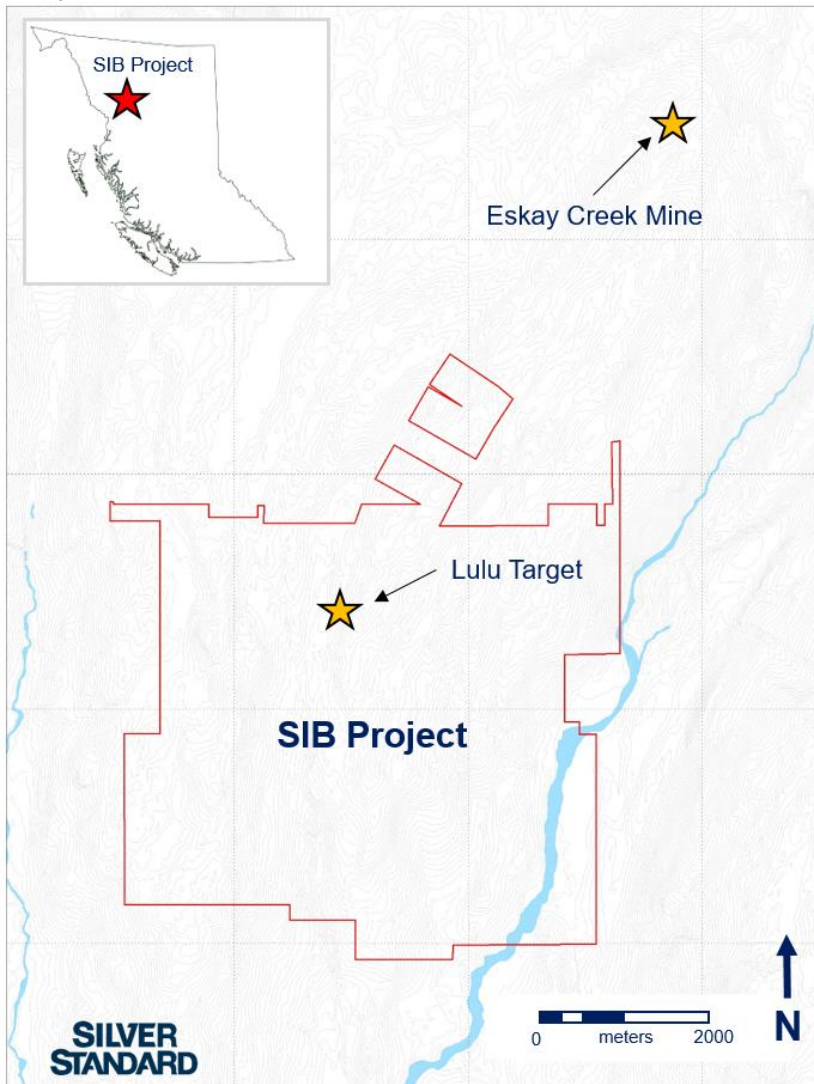 SIB Project
Eskay Creek Mine
Lulu Target
SIB Project
0 meters 2000
N
SILVER
STANDARD